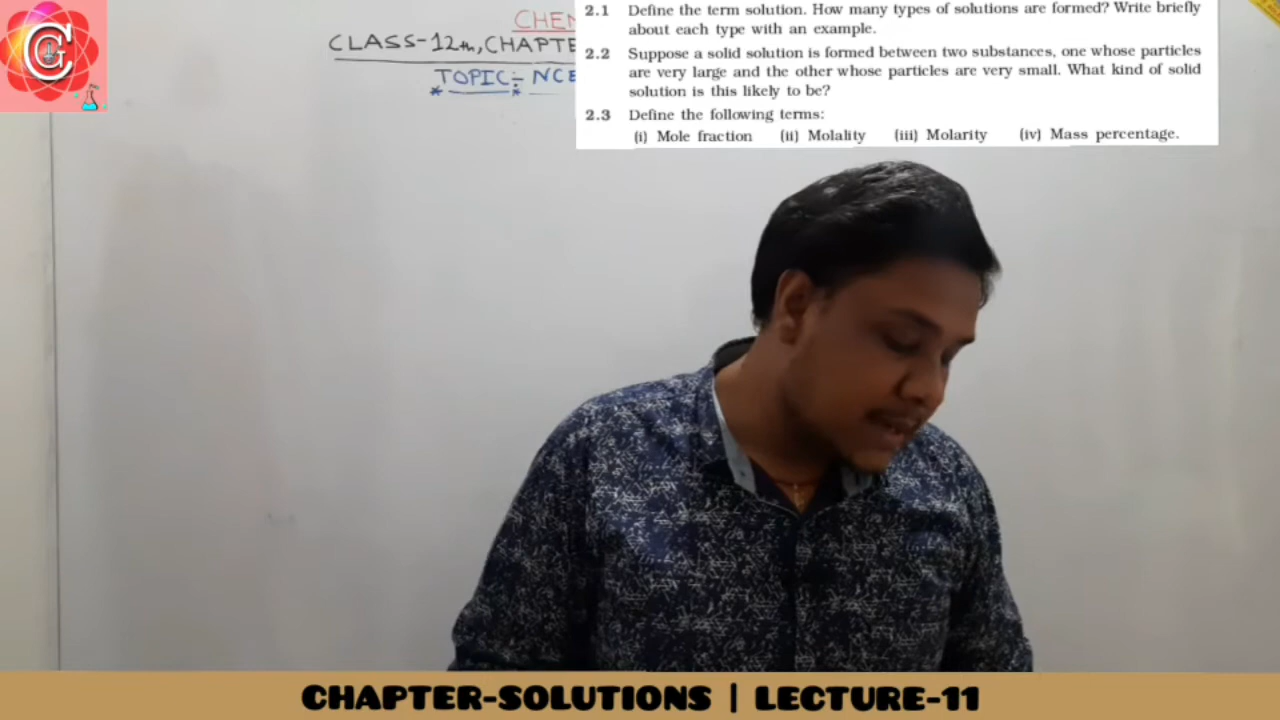 CHEM
CLASS-12th, CHAPTE
TOPIC:- NCE
2.1 Define the term solution. How many types of solutions are formed? Write briefly
about each type with an example.
2.2 Suppose a solid solution is formed between two substances, one whose particles
are very large and the other whose particles are very small. What kind of solid
solution is this likely to be?
2.3 Define the following terms:
(i) Mole fraction (ii) Molality (iii) Molarity (iv) Mass percentage.
CHAPTER-SOLUTIONS | LECTURE-11